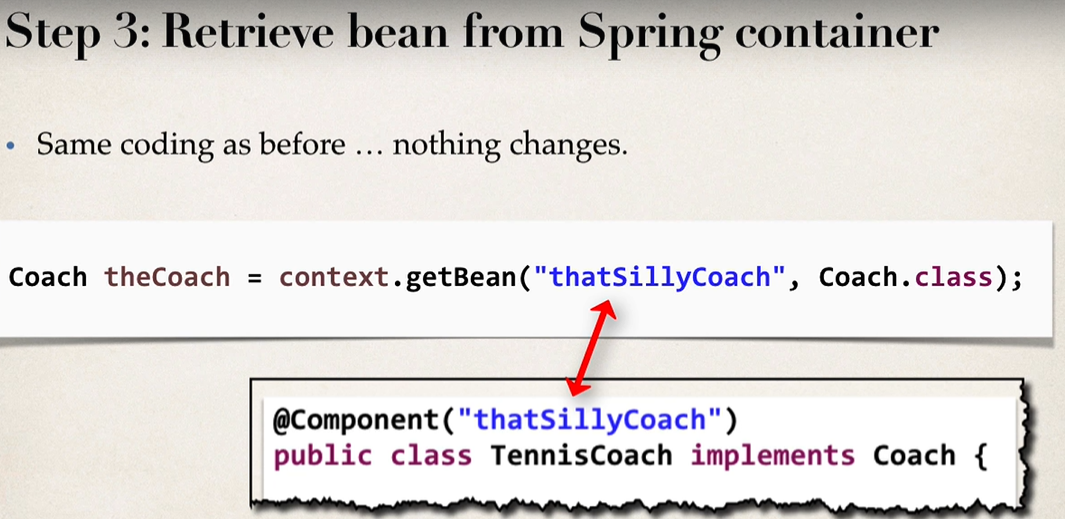 Step 3: Retrieve bean from Spring container
• Same coding as before … nothing changes.
Coach theCoach = context.getBean("thatSillyCoach", Coach.class);
@Component("thatSillyCoach")
public class TennisCoach implements Coach {